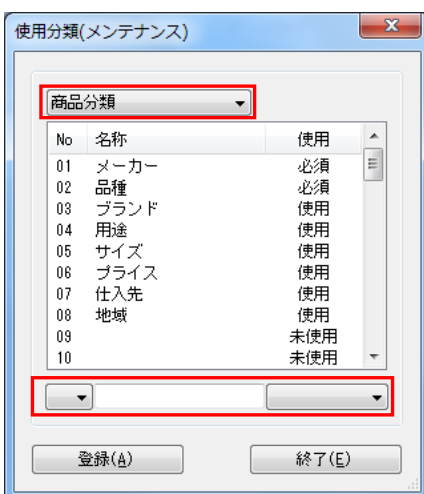 使用分類(メンテナンス)
商品分類
No 名称 使用
01 メーカー 必須
02 品種 必須
03 ブランド 使用
04 用途 使用
05 サイズ 使用
06 プライス 使用
07 仕入先 使用
08 地域 使用
09 未使用
10 未使用
登録(A) 終了(E)